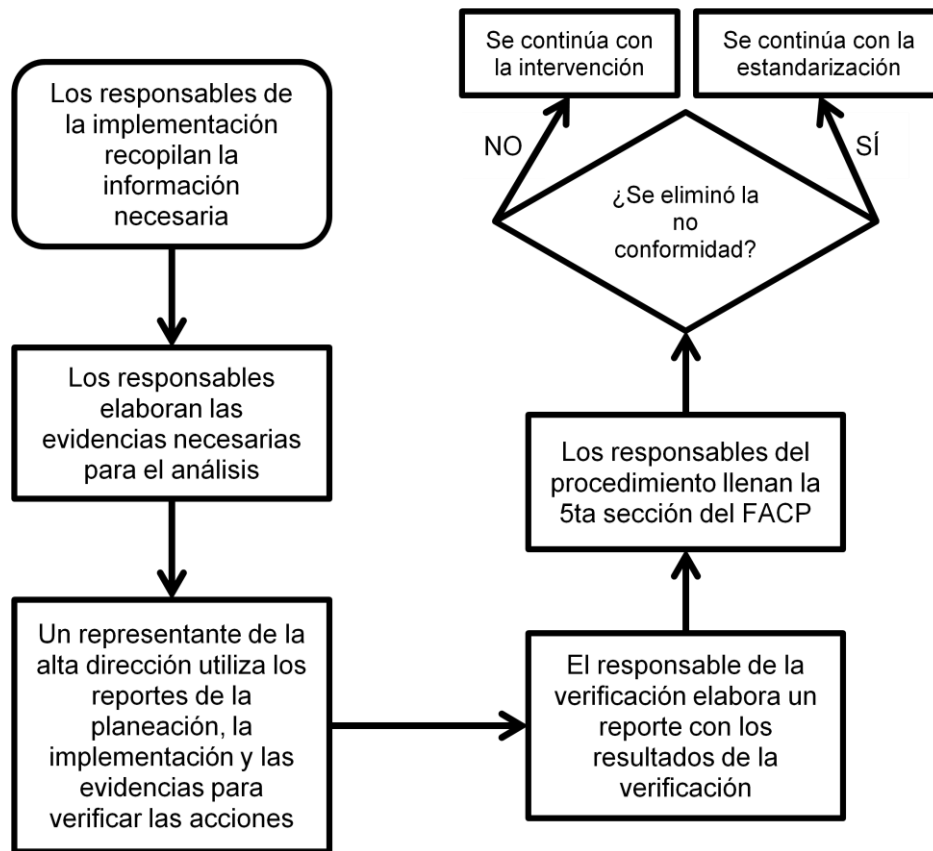 Los responsables de
la implementación
recopilan la
información
necesaria
Los responsables
elaboran las
evidencias necesarias
para el análisis
Un representante de la
alta dirección utiliza los
reportes de la
planeación, la
implementación y las
evidencias para
verificar las acciones
El responsable de la
verificación elabora un
reporte con los
resultados de la
verificación
Los responsables del
procedimiento llenan la
5ta sección del FACP
¿Se eliminó la
no
conformidad?
NO
SÍ
Se continúa con
la intervención
Se continúa con la
estandarización